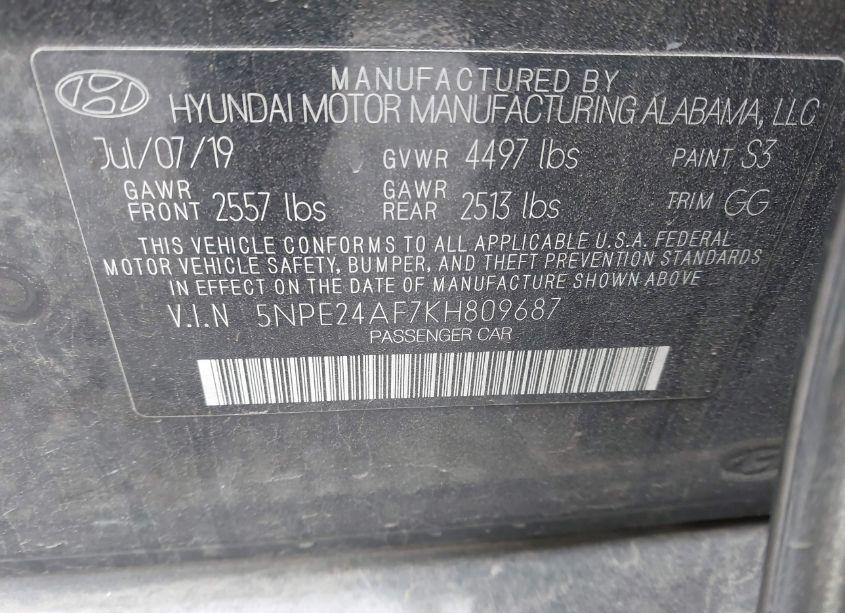 MANUFACTURED BY
HYUNDAI MOTOR MANUFACTURING ALABAMA, LLC
Jul/07/19 GVWR 4497 lbs PAINT S3
GAWR FRONT 2557 lbs GAWR REAR 2513 lbs TRIM GG
THIS VEHICLE CONFORMS TO ALL APPLICABLE U.S.A. FEDERAL
MOTOR VEHICLE SAFETY, BUMPER, AND THEFT PREVENTION STANDARDS
IN EFFECT ON THE DATE OF MANUFACTURE SHOWN ABOVE
V.I.N 5NPE24AF7KH809687
PASSENGER CAR